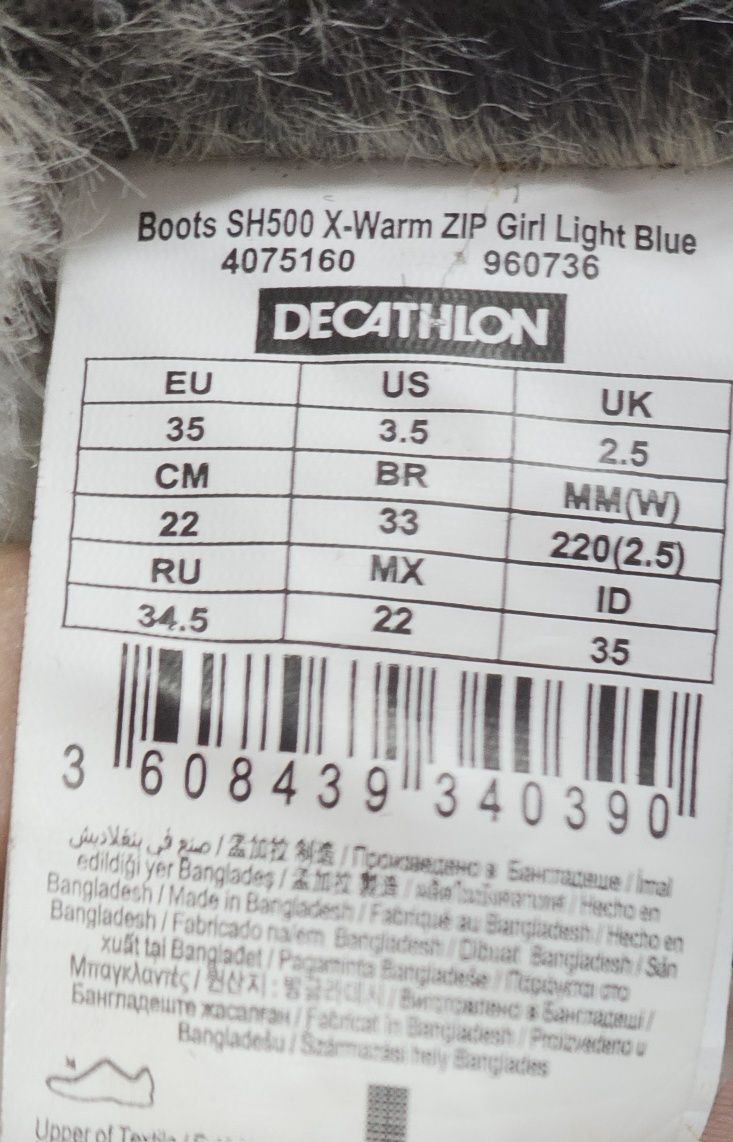 Boots SH500 X-Warm ZIP Girl Light Blue
4075160 960736
DECATHLON
EU US UK
35 3.5 2.5
CM BR MM(W)
22 33 220(2.5)
RU MX ID
34.5 22 35
3 608439 340390
صنع في بنغلاديش / 孟加拉 制造 / Произведено в Бангладеше / İmal
edildiği yer Bangladeş / 孟加拉 製造 / / Hecho en
Bangladesh / Made in Bangladesh / Fabriqué au Bangladesh / Hecho en
Bangladesh / Fabricado na/em Bangladesh / Dibuat Bangladesh / Sản
xuất tại Banglađet / Pagaminta Bangladeše /
Μπαγκλαντές / 원산지 : 방글라데시 / Виготовлено в Бангладеші /
Бангладеште жасалған / Fabricat în Bangladesh / Proizvedeno u
Bangladešu / Származási hely Banglades
Upper of Textile /